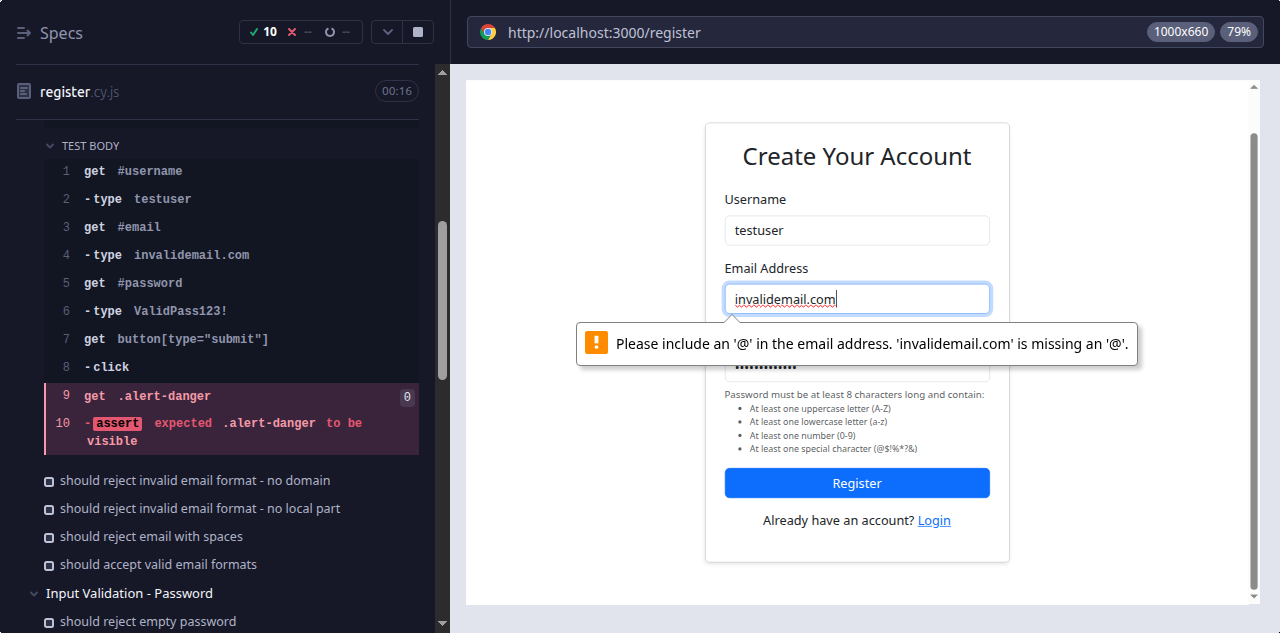 Specs
10 -- --
register.cy.js
00:16
TEST BODY
1 get #username
2 -type testuser
3 get #email
4 -type invalidemail.com
5 get #password
6 -type ValidPass123!
7 get button[type="submit"]
8 -click
9 get .alert-danger 0
10 -assert expected .alert-danger to be
visible
should reject invalid email format - no domain
should reject invalid email format - no local part
should reject email with spaces
should accept valid email formats
Input Validation - Password
should reject empty password
http://localhost:3000/register
1000x660
79%
Create Your Account
Username
testuser
Email Address
invalidemail.com
! Please include an '@' in the email address. 'invalidemail.com' is missing an '@'.
Password must be at least 8 characters long and contain:
• At least one uppercase letter (A-Z)
• At least one lowercase letter (a-z)
• At least one number (0-9)
• At least one special character (@$!%*?&)
Register
Already have an account? Login